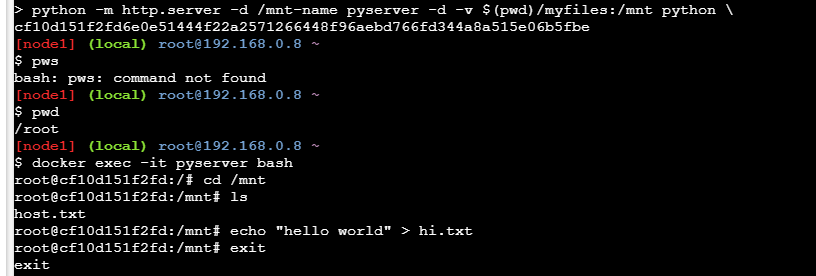 > python -m http.server -d /mnt-name pyserver -d -v $(pwd)/myfiles:/mnt python \
cf10d151f2fd6e0e51444f22a2571266448f96aebd766fd344a8a515e06b5fbe
[node1] (local) root@192.168.0.8 ~
$ pws
bash: pws: command not found
[node1] (local) root@192.168.0.8 ~
$ pwd
/root
[node1] (local) root@192.168.0.8 ~
$ docker exec -it pyserver bash
root@cf10d151f2fd:/# cd /mnt
root@cf10d151f2fd:/mnt# ls
host.txt
root@cf10d151f2fd:/mnt# echo "hello world" > hi.txt
root@cf10d151f2fd:/mnt# exit
exit